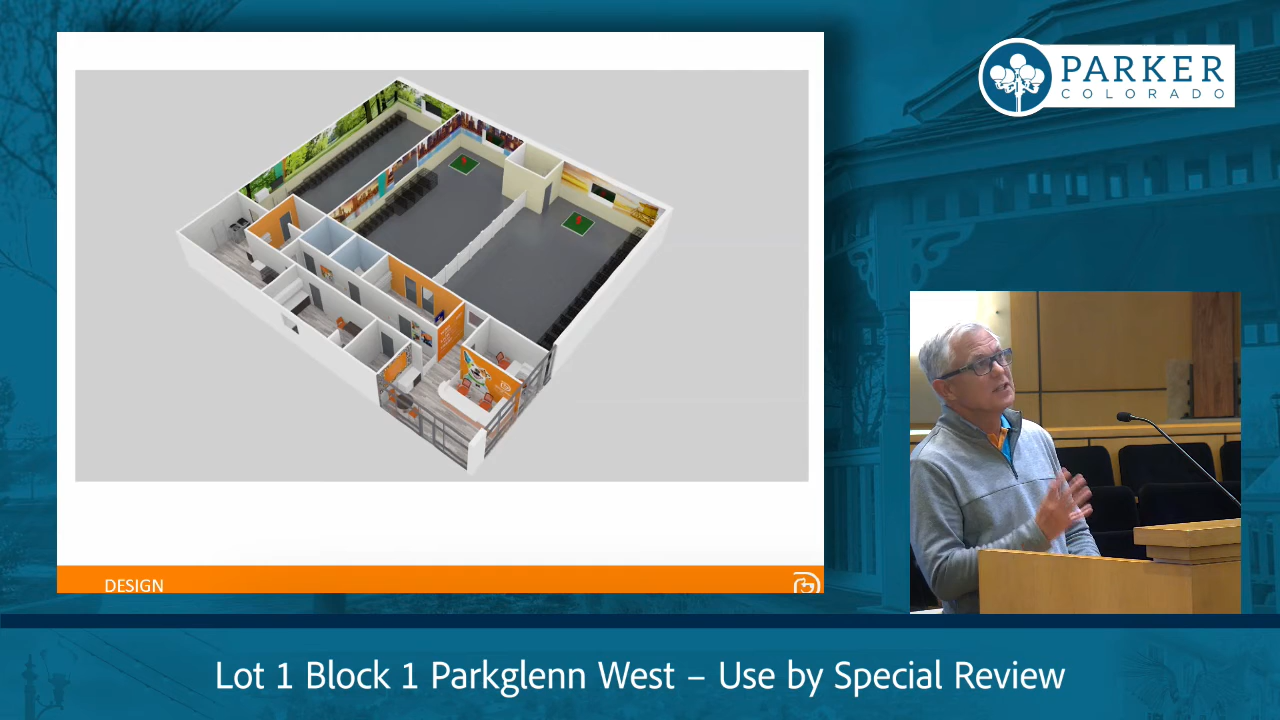 PARKER
COLORADO
DESIGN
Lot 1 Block 1 Parkglenn West – Use by Special Review